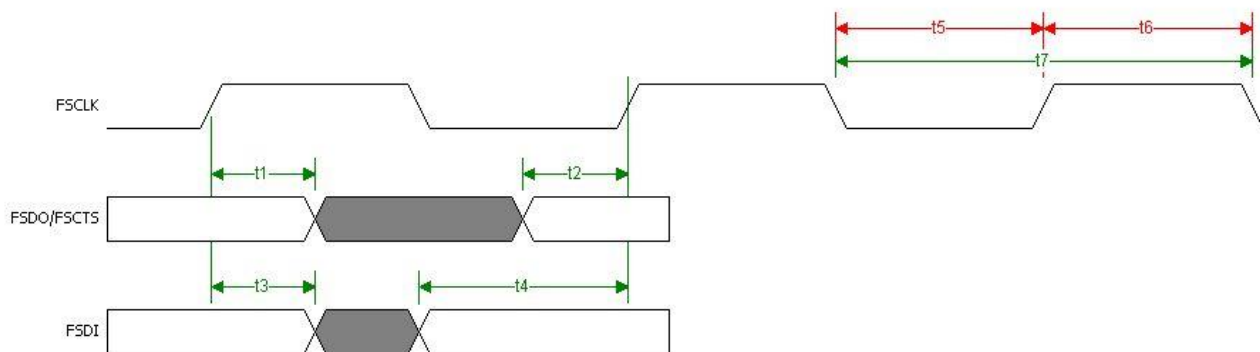 t5
t6
t7
FSCLK
t1
t2
FSDO/FSCTS
t3
t4
FSDI